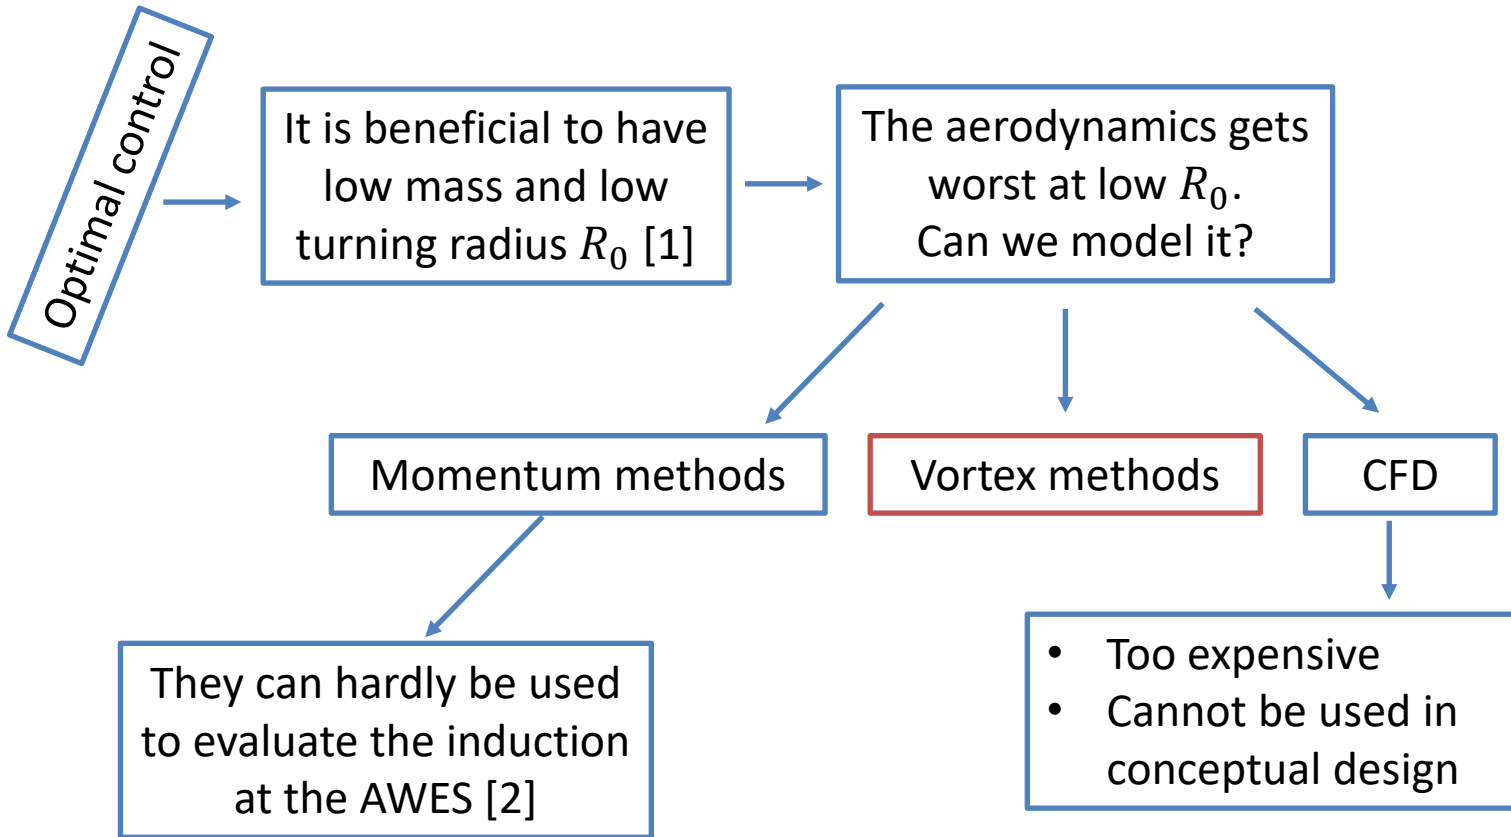 Optimal control
It is beneficial to have
low mass and low
turning radius R₀ [1]
The aerodynamics gets
worst at low R₀.
Can we model it?
Momentum methods
Vortex methods
CFD
They can hardly be used
to evaluate the induction
at the AWES [2]
• Too expensive
• Cannot be used in
conceptual design